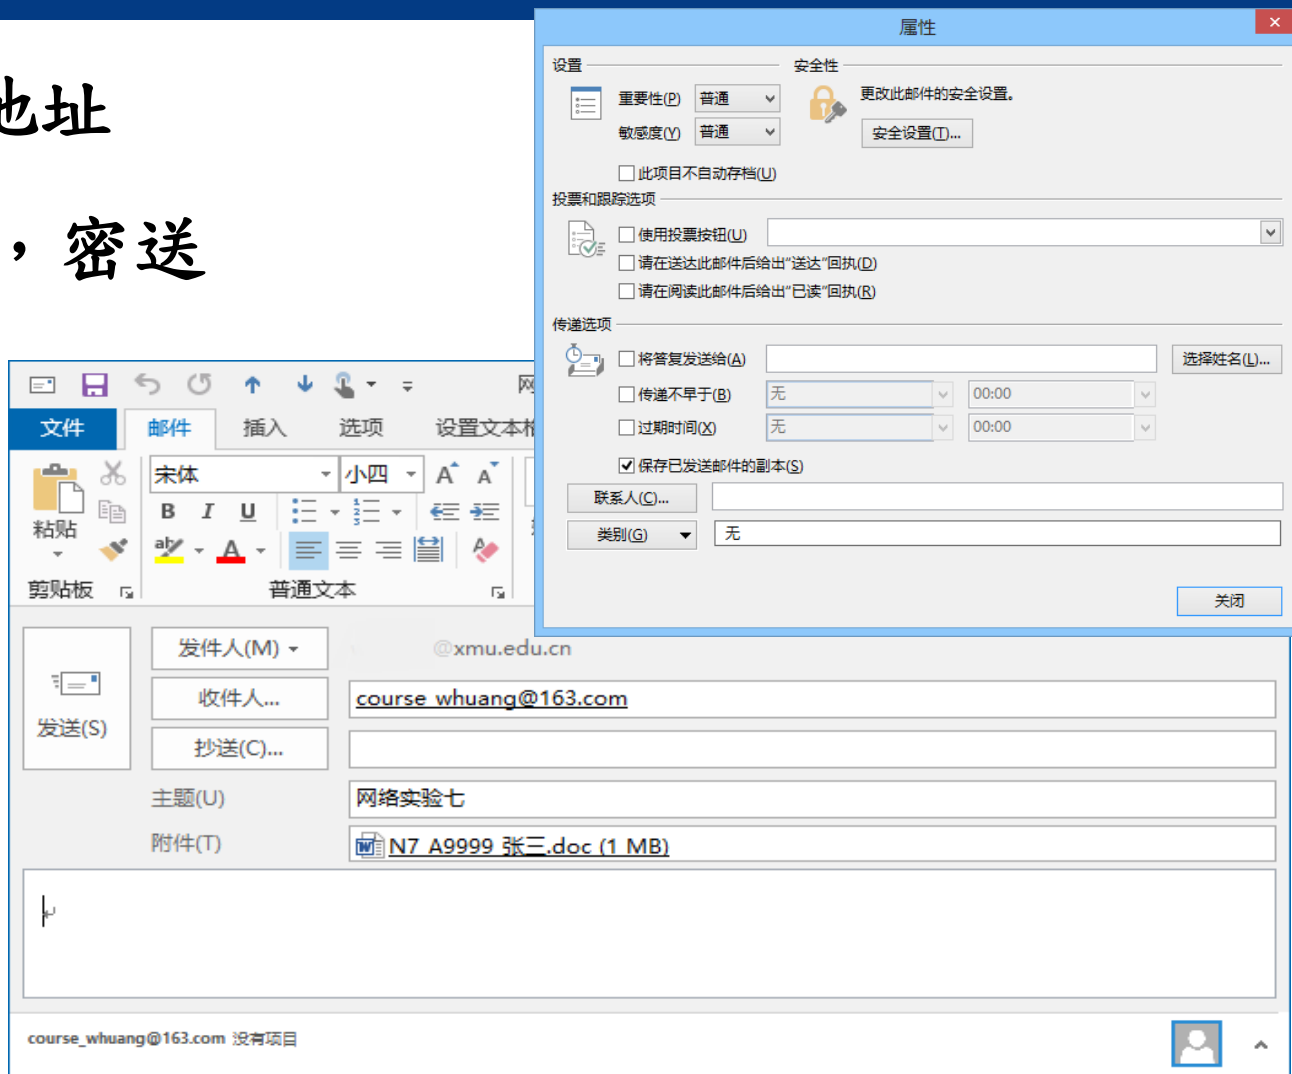 地址
，密送
属性
设置
安全性
重要性(P) 普通
更改此邮件的安全设置。
敏感度(Y) 普通
安全设置(T)...
此项目不自动存档(U)
投票和跟踪选项
使用投票按钮(U)
请在送达此邮件后给出"送达"回执(D)
请在阅读此邮件后给出"已读"回执(R)
传递选项
将答复发送给(A)
选择姓名(L)...
传递不早于(B) 无 00:00
过期时间(X) 无 00:00
保存已发送邮件的副本(S)
联系人(C)...
类别(G) 无
关闭
网
文件 邮件 插入 选项 设置文本格
宋体 小四 A A
B I U
粘贴
aby A
剪贴板 普通文本
发件人(M) @xmu.edu.cn
收件人... course_whuang@163.com
发送(S)
抄送(C)...
主题(U) 网络实验七
附件(T) N7_A9999_张三.doc (1 MB)
course_whuang@163.com 没有项目